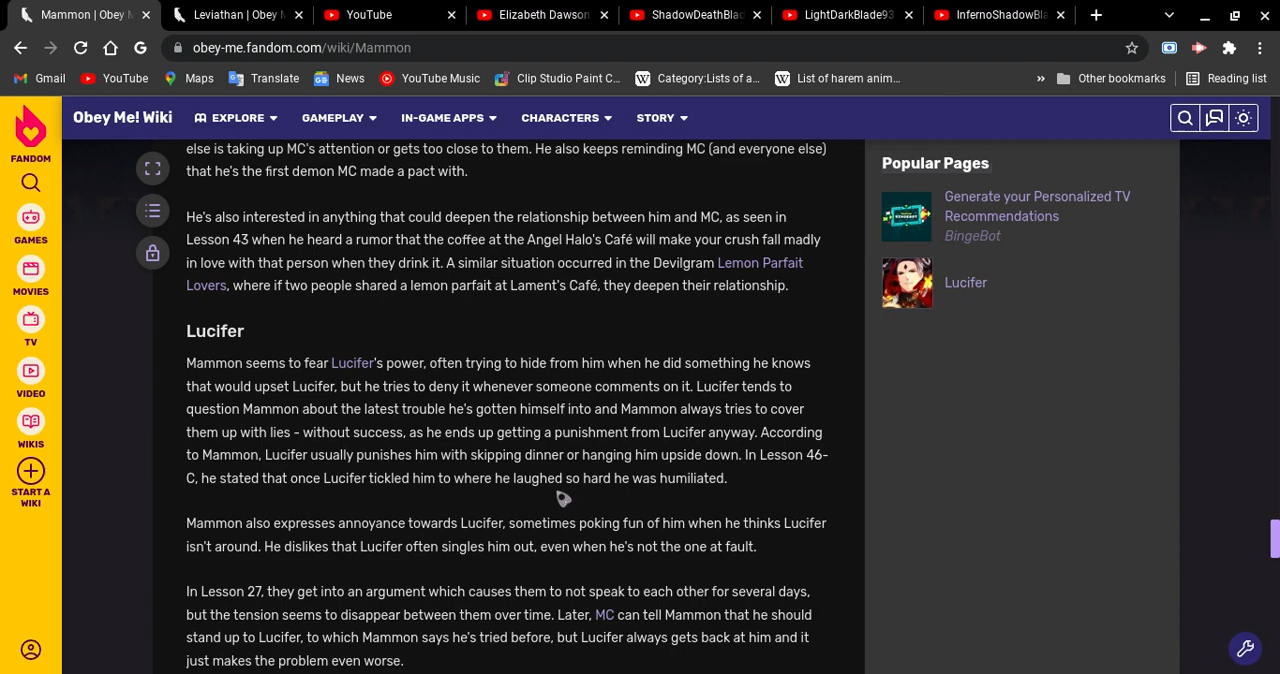 Mammon | Obey M
Leviathan | Obey M
YouTube
Elizabeth Dawson
ShadowDeathBlad
LightDarkBlade93
InfernoShadowBla
obey-me.fandom.com/wiki/Mammon
Gmail
YouTube
Maps
Translate
News
YouTube Music
Clip Studio Paint C...
Category:Lists of a...
List of harem anim...
»
Other bookmarks
Reading list
FANDOM
GAMES
MOVIES
TV
VIDEO
WIKIS
START A
WIKI
Obey Me! Wiki
EXPLORE
GAMEPLAY
IN-GAME APPS
CHARACTERS
STORY
else is taking up MC's attention or gets too close to them. He also keeps reminding MC (and everyone else)
that he's the first demon MC made a pact with.
He's also interested in anything that could deepen the relationship between him and MC, as seen in
Lesson 43 when he heard a rumor that the coffee at the Angel Halo's Café will make your crush fall madly
in love with that person when they drink it. A similar situation occurred in the Devilgram Lemon Parfait
Lovers, where if two people shared a lemon parfait at Lament's Café, they deepen their relationship.
Lucifer
Mammon seems to fear Lucifer's power, often trying to hide from him when he did something he knows
that would upset Lucifer, but he tries to deny it whenever someone comments on it. Lucifer tends to
question Mammon about the latest trouble he's gotten himself into and Mammon always tries to cover
them up with lies - without success, as he ends up getting a punishment from Lucifer anyway. According
to Mammon, Lucifer usually punishes him with skipping dinner or hanging him upside down. In Lesson 46-
C, he stated that once Lucifer tickled him to where he laughed so hard he was humiliated.
Mammon also expresses annoyance towards Lucifer, sometimes poking fun of him when he thinks Lucifer
isn't around. He dislikes that Lucifer often singles him out, even when he's not the one at fault.
In Lesson 27, they get into an argument which causes them to not speak to each other for several days,
but the tension seems to disappear between them over time. Later, MC can tell Mammon that he should
stand up to Lucifer, to which Mammon says he's tried before, but Lucifer always gets back at him and it
just makes the problem even worse.
Popular Pages
Generate your Personalized TV
Recommendations
BingeBot
Lucifer